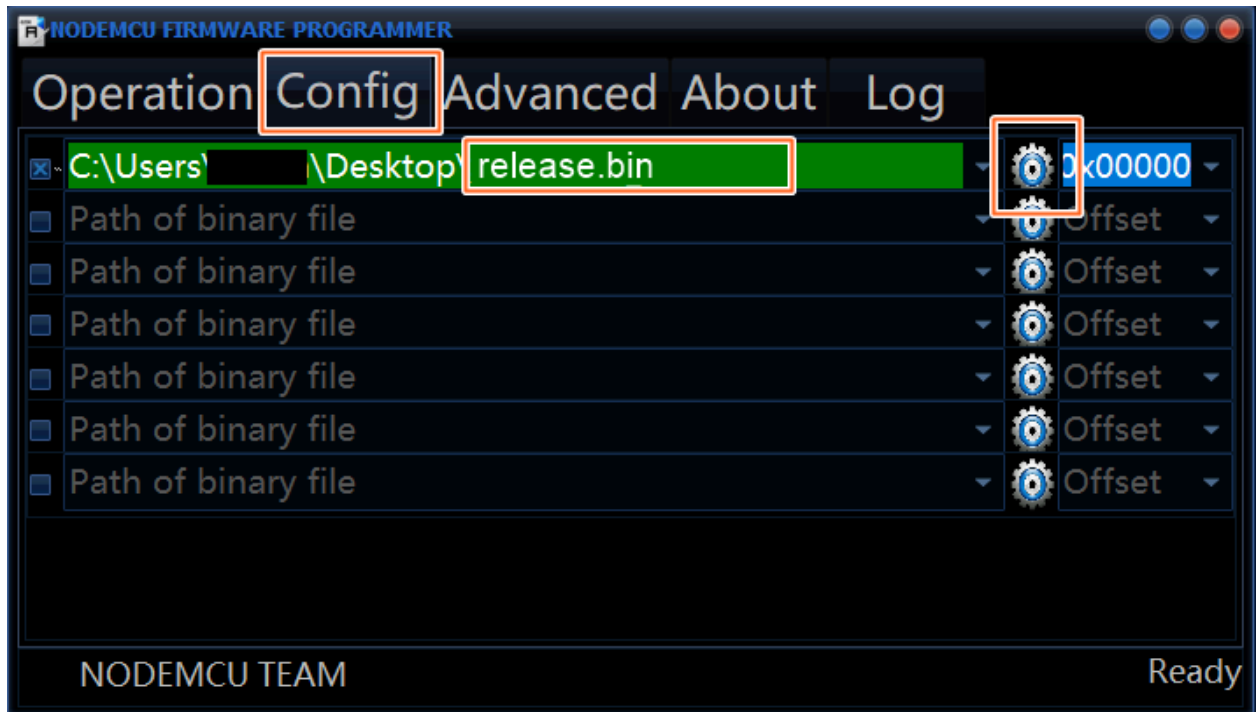 NODEMCU FIRMWARE PROGRAMMER
Operation Config Advanced About Log
C:\Users\ \Desktop\ release.bin 0x00000
Path of binary file Offset
Path of binary file Offset
Path of binary file Offset
Path of binary file Offset
Path of binary file Offset
Path of binary file Offset
NODEMCU TEAM Ready